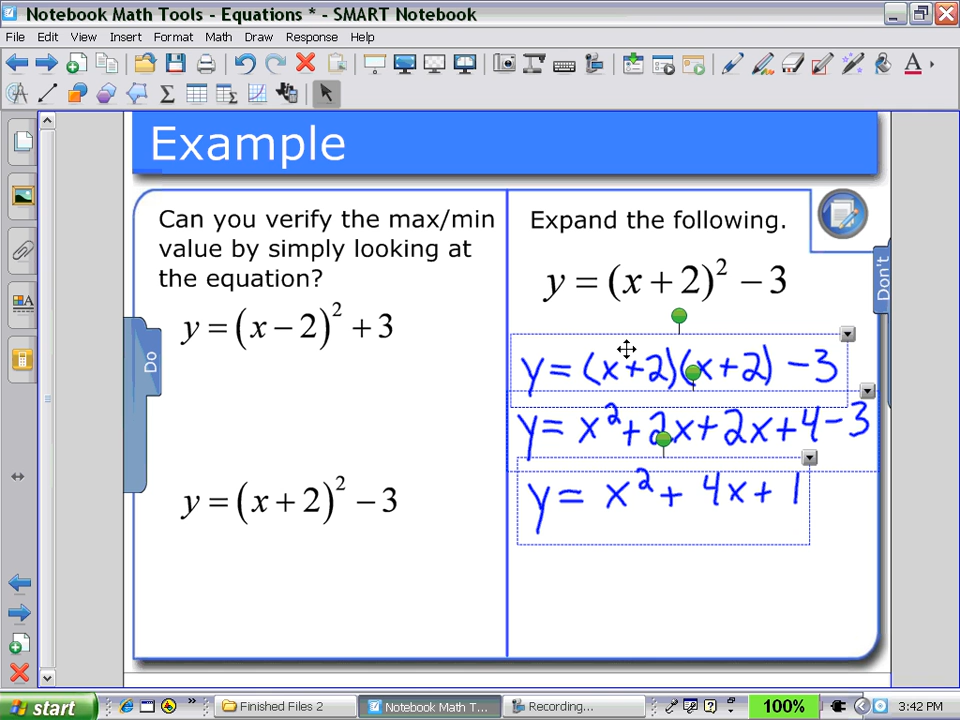 Notebook Math Tools - Equations * - SMART Notebook
File Edit View Insert Format Math Draw Response Help
Example
Can you verify the max/min
value by simply looking at
the equation?
y = (x − 2)² + 3
y = (x + 2)² − 3
Do
Expand the following.
y = (x + 2)² − 3
y = (x+2)(x+2) − 3
y = x² + 2x + 2x + 4 − 3
y = x² + 4x + 1
Don't
start
»
Finished Files 2
Notebook Math T...
Recording...
100%
3:42 PM